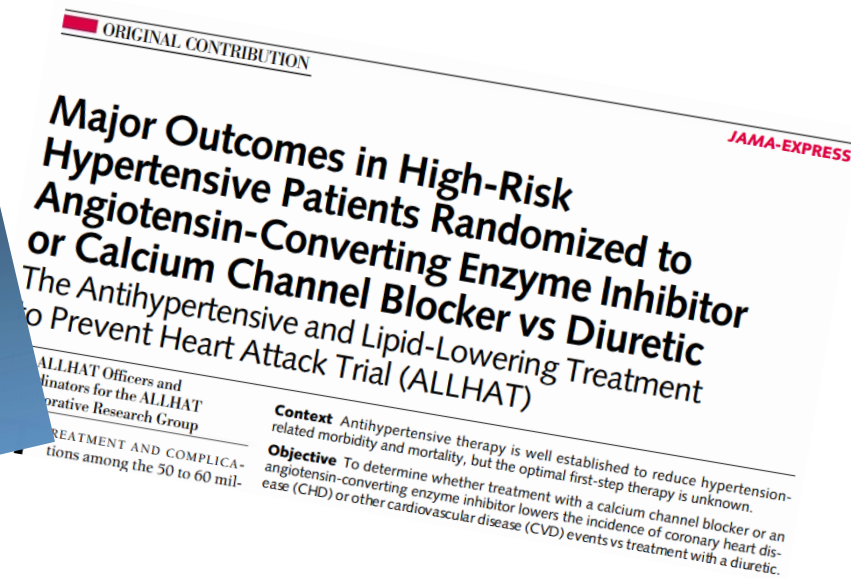 ORIGINAL CONTRIBUTION
JAMA-EXPRESS
Major Outcomes in High-Risk
Hypertensive Patients Randomized to
Angiotensin-Converting Enzyme Inhibitor
or Calcium Channel Blocker vs Diuretic
The Antihypertensive and Lipid-Lowering Treatment
to Prevent Heart Attack Trial (ALLHAT)
ALLHAT Officers and
linators for the ALLHAT
orative Research Group
REATMENT AND COMPLICA-
tions among the 50 to 60 mil-
Context Antihypertensive therapy is well established to reduce hypertension-
related morbidity and mortality, but the optimal first-step therapy is unknown.
Objective To determine whether treatment with a calcium channel blocker or an
angiotensin-converting enzyme inhibitor lowers the incidence of coronary heart dis-
ease (CHD) or other cardiovascular disease (CVD) events vs treatment with a diuretic.